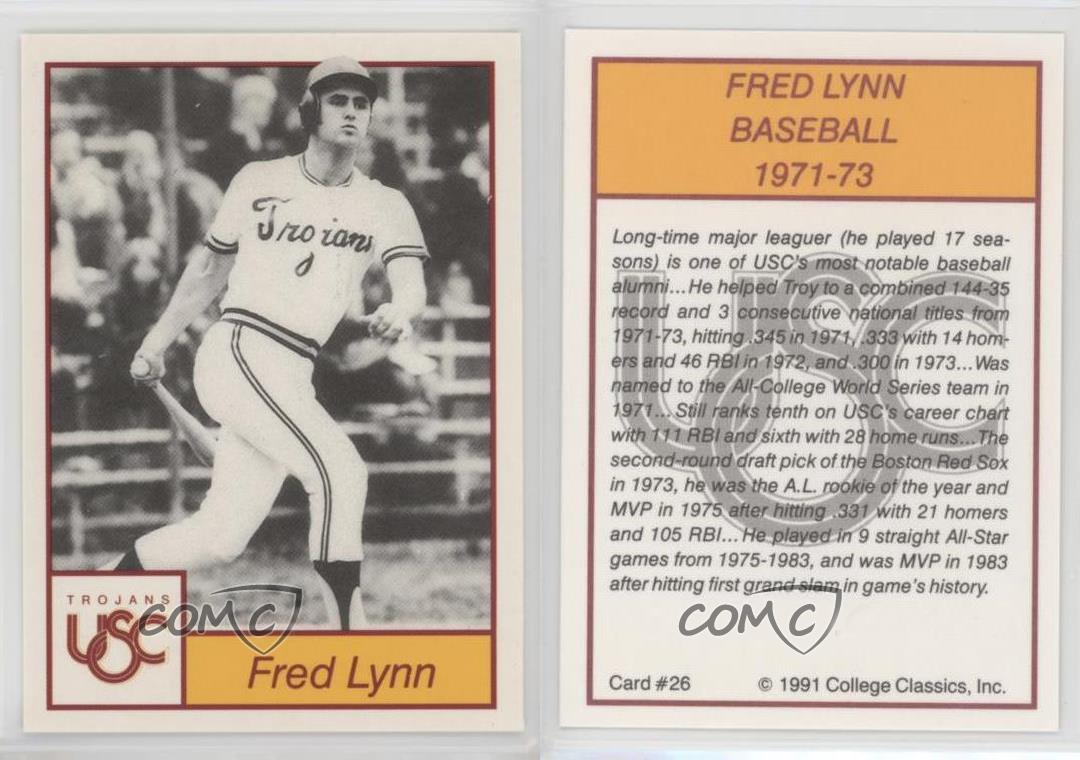 Trojans
TROJANS
USC
COMC
Fred Lynn
FRED LYNN
BASEBALL
1971-73
Long-time major leaguer (he played 17 sea-
sons) is one of USC's most notable baseball
alumni...He helped Troy to a combined 144-35
record and 3 consecutive national titles from
1971-73, hitting .345 in 1971, .333 with 14 hom-
ers and 46 RBI in 1972, and .300 in 1973...Was
named to the All-College World Series team in
1971...Still ranks tenth on USC's career chart
with 111 RBI and sixth with 28 home runs...The
second-round draft pick of the Boston Red Sox
in 1973, he was the A.L. rookie of the year and
MVP in 1975 after hitting .331 with 21 homers
and 105 RBI...He played in 9 straight All-Star
games from 1975-1983, and was MVP in 1983
after hitting first grand slam in game's history.
USC
COMC
Card #26 © 1991 College Classics, Inc.